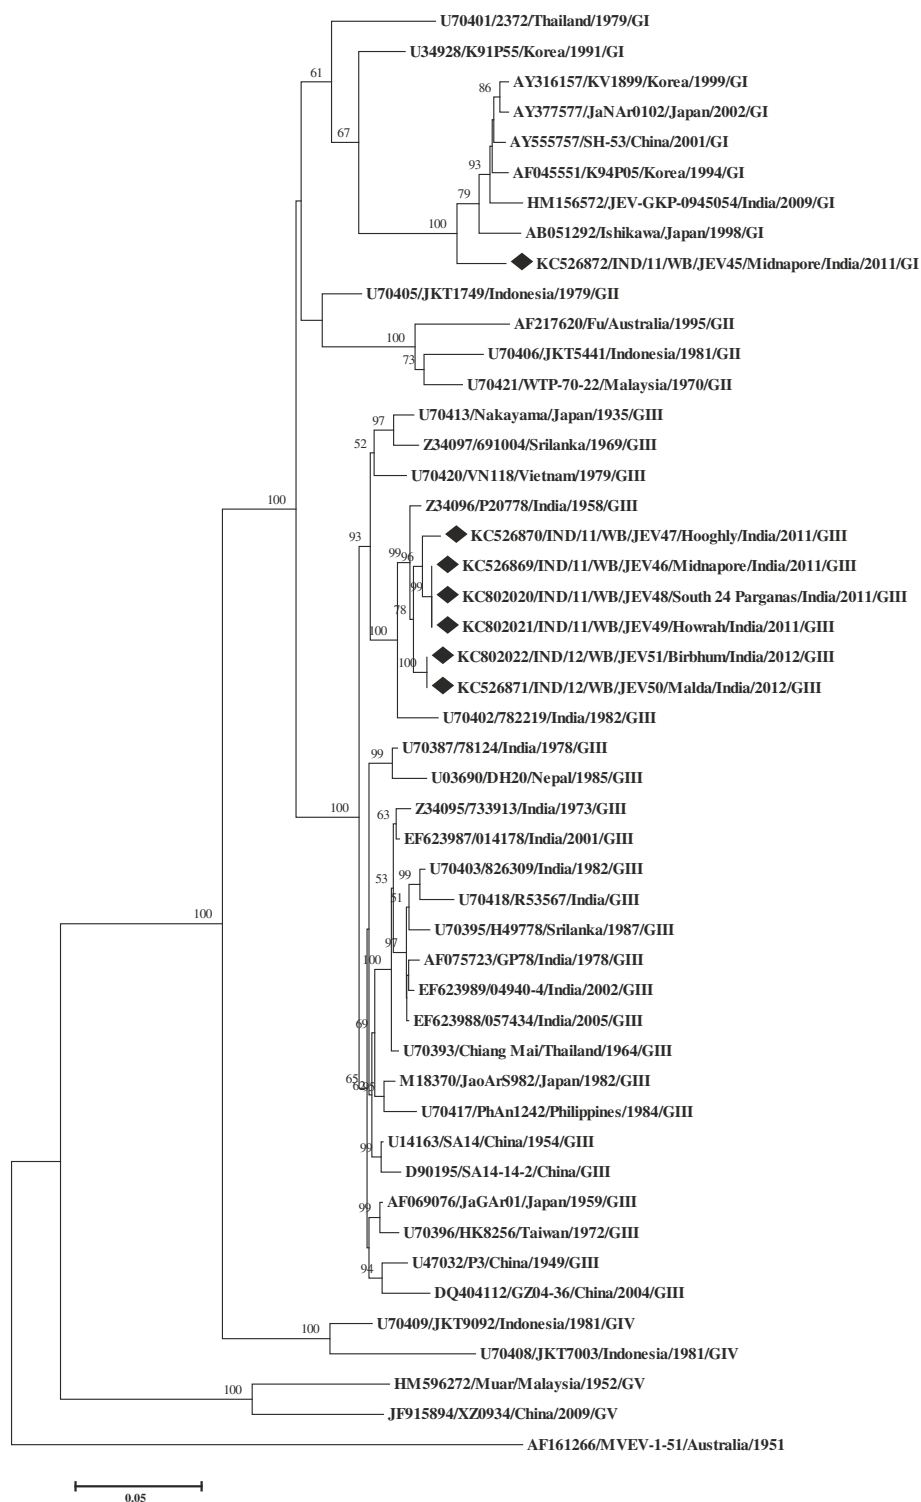 U70401/2372/Thailand/1979/GI
61
U34928/K91P55/Korea/1991/GI
AY316157/KV1899/Korea/1999/GI
86
AY377577/JaNAr0102/Japan/2002/GI
67
AY555757/SH-53/China/2001/GI
93
AF045551/K94P05/Korea/1994/GI
79
HM156572/JEV-GKP-0945054/India/2009/GI
100
AB051292/Ishikawa/Japan/1998/GI
KC526872/IND/11/WB/JEV45/Midnapore/India/2011/GI
U70405/JKT1749/Indonesia/1979/GII
AF217620/Fu/Australia/1995/GII
100
U70406/JKT5441/Indonesia/1981/GII
73
U70421/WTP-70-22/Malaysia/1970/GII
U70413/Nakayama/Japan/1935/GIII
97
52
Z34097/691004/Srilanka/1969/GIII
U70420/VN118/Vietnam/1979/GIII
100
Z34096/P20778/India/1958/GIII
93
KC526870/IND/11/WB/JEV47/Hooghly/India/2011/GIII
99
96
KC526869/IND/11/WB/JEV46/Midnapore/India/2011/GIII
99
KC802020/IND/11/WB/JEV48/South 24 Parganas/India/2011/GIII
78
KC802021/IND/11/WB/JEV49/Howrah/India/2011/GIII
100
KC802022/IND/12/WB/JEV51/Birbhum/India/2012/GIII
100
KC526871/IND/12/WB/JEV50/Malda/India/2012/GIII
U70402/782219/India/1982/GIII
U70387/78124/India/1978/GIII
99
U03690/DH20/Nepal/1985/GIII
100
Z34095/733913/India/1973/GIII
63
EF623987/014178/India/2001/GIII
U70403/826309/India/1982/GIII
99
53
51
U70418/R53567/India/GIII
100
U70395/H49778/Srilanka/1987/GIII
97
AF075723/GP78/India/1978/GIII
100
EF623989/04940-4/India/2002/GIII
EF623988/057434/India/2005/GIII
69
U70393/Chiang Mai/Thailand/1964/GIII
65
M18370/JaoArS982/Japan/1982/GIII
U70417/PhAn1242/Philippines/1984/GIII
U14163/SA14/China/1954/GIII
99
D90195/SA14-14-2/China/GIII
AF069076/JaGAr01/Japan/1959/GIII
99
U70396/HK8256/Taiwan/1972/GIII
U47032/P3/China/1949/GIII
94
DQ404112/GZ04-36/China/2004/GIII
U70409/JKT9092/Indonesia/1981/GIV
100
U70408/JKT7003/Indonesia/1981/GIV
HM596272/Muar/Malaysia/1952/GV
100
JF915894/XZ0934/China/2009/GV
AF161266/MVEV-1-51/Australia/1951
0.05